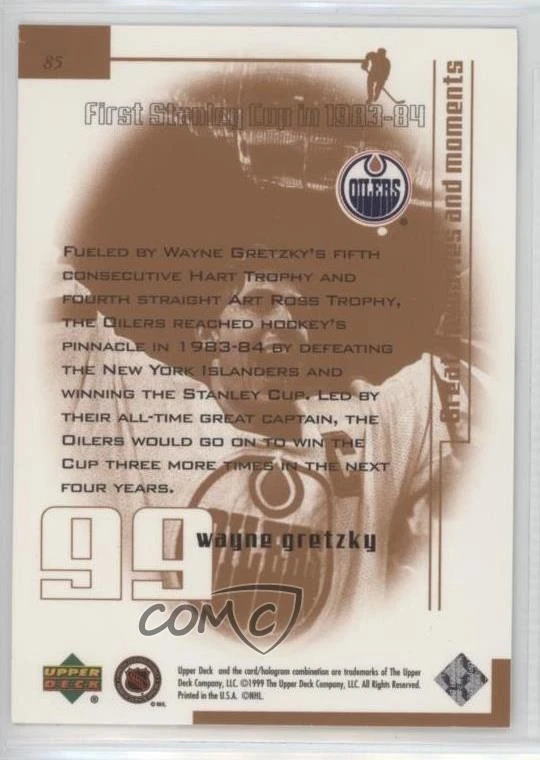 85
First Stanley Cup in 1983-84
OILERS
Great and moments
FUELED BY WAYNE GRETZKY'S FIFTH
CONSECUTIVE HART TROPHY AND
FOURTH STRAIGHT ART ROSS TROPHY,
THE OILERS REACHED HOCKEY'S
PINNACLE IN 1983-84 BY DEFEATING
THE NEW YORK ISLANDERS AND
WINNING THE STANLEY CUP. LED BY
THEIR ALL-TIME GREAT CAPTAIN, THE
OILERS WOULD GO ON TO WIN THE
CUP THREE MORE TIMES IN THE NEXT
FOUR YEARS.
99
wayne gretzky
COMC
UPPER
DECK
®
NHL
© NHL
Upper Deck and the card/hologram combination are trademarks of The Upper
Deck Company, LLC. ©1999 The Upper Deck Company, LLC. All Rights Reserved.
Printed in the U.S.A. ©NHL.